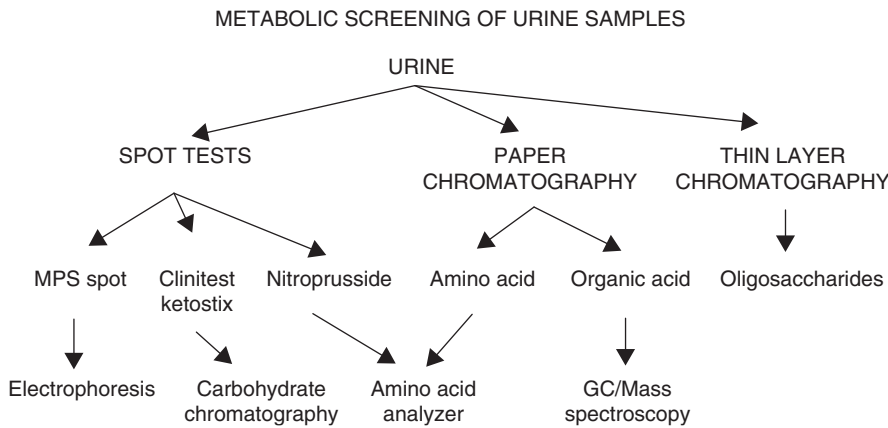 METABOLIC SCREENING OF URINE SAMPLES
URINE
SPOT TESTS
PAPER
CHROMATOGRAPHY
THIN LAYER
CHROMATOGRAPHY
MPS spot
Clinitest
ketostix
Nitroprusside
Amino acid
Organic acid
Oligosaccharides
Electrophoresis
Carbohydrate
chromatography
Amino acid
analyzer
GC/Mass
spectroscopy